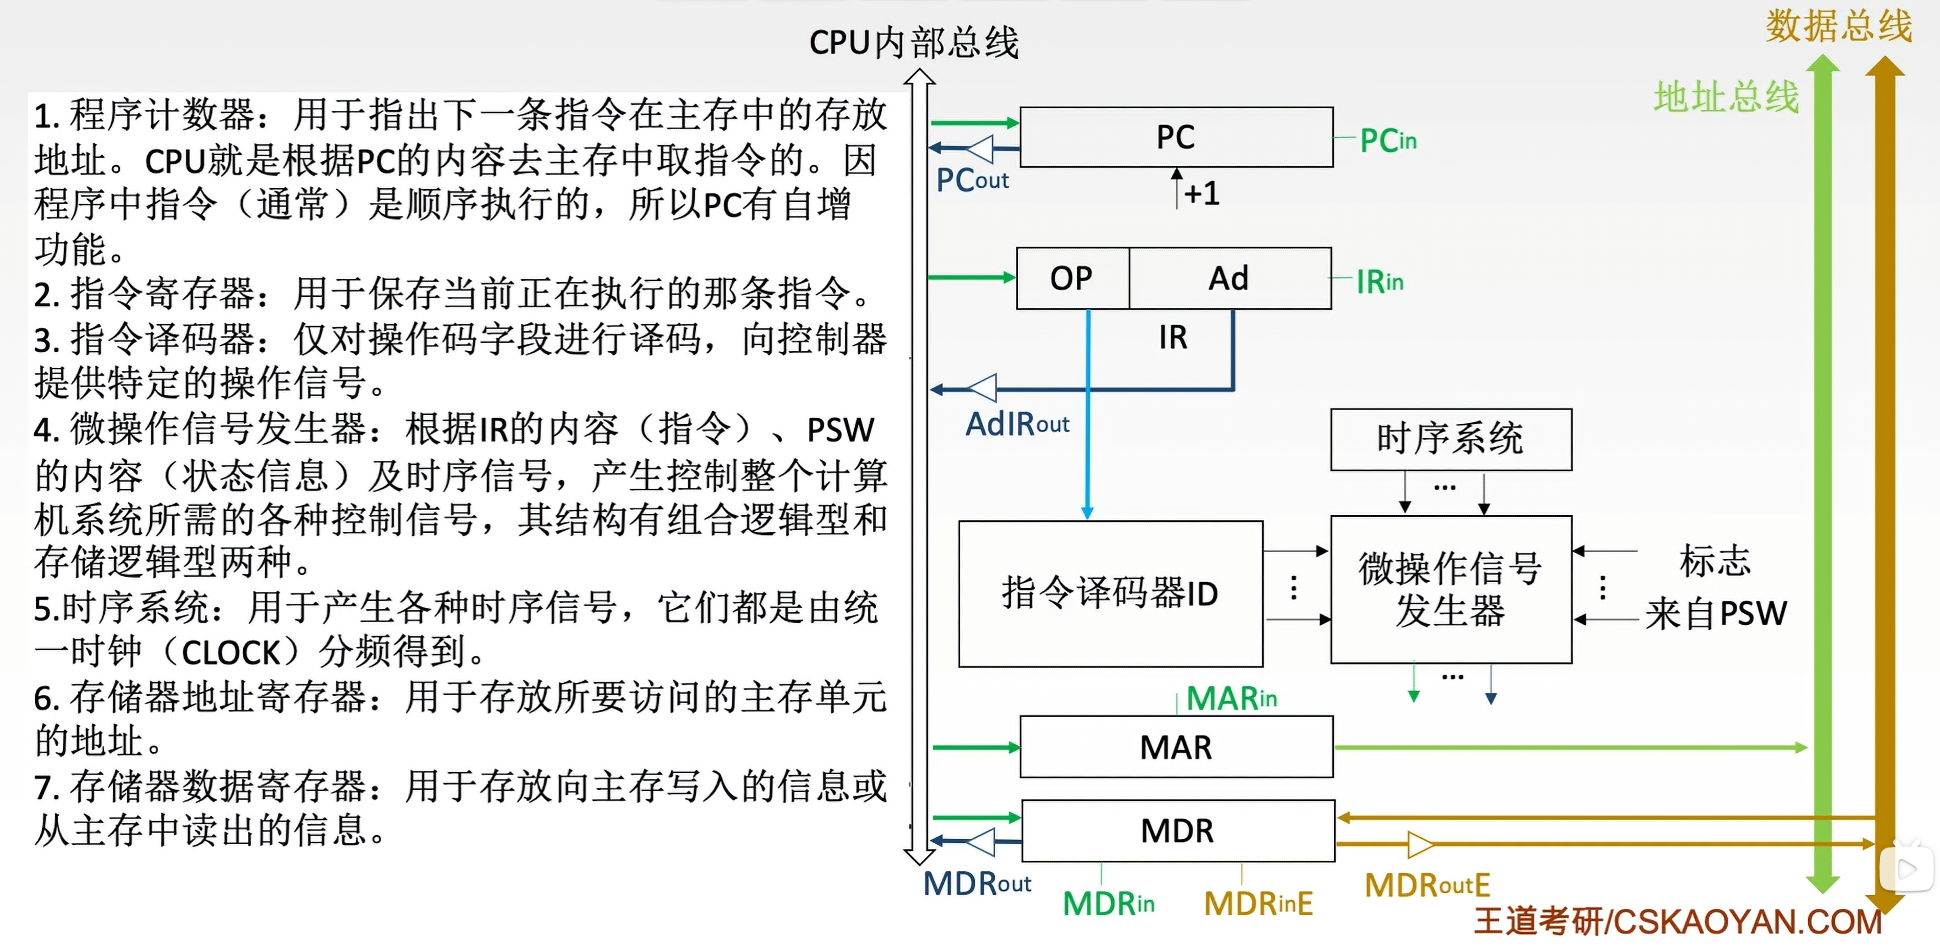 CPU内部总线
数据总线
地址总线
1. 程序计数器：用于指出下一条指令在主存中的存放
地址。CPU就是根据PC的内容去主存中取指令的。因
程序中指令（通常）是顺序执行的，所以PC有自增
功能。
2. 指令寄存器：用于保存当前正在执行的那条指令。
3. 指令译码器：仅对操作码字段进行译码，向控制器
提供特定的操作信号。
4. 微操作信号发生器：根据IR的内容（指令）、PSW
的内容（状态信息）及时序信号，产生控制整个计算
机系统所需的各种控制信号，其结构有组合逻辑型和
存储逻辑型两种。
5.时序系统：用于产生各种时序信号，它们都是由统
一时钟（CLOCK）分频得到。
6. 存储器地址寄存器：用于存放所要访问的主存单元
的地址。
7. 存储器数据寄存器：用于存放向主存写入的信息或
从主存中读出的信息。
PC
PCin
PCout
+1
OP
Ad
IRin
IR
AdIRout
时序系统
...
指令译码器ID
...
微操作信号
发生器
...
标志
来自PSW
...
MARin
MAR
MDR
MDRout
MDRin
MDRinE
MDRoutE
王道考研/CSKAOYAN.COM